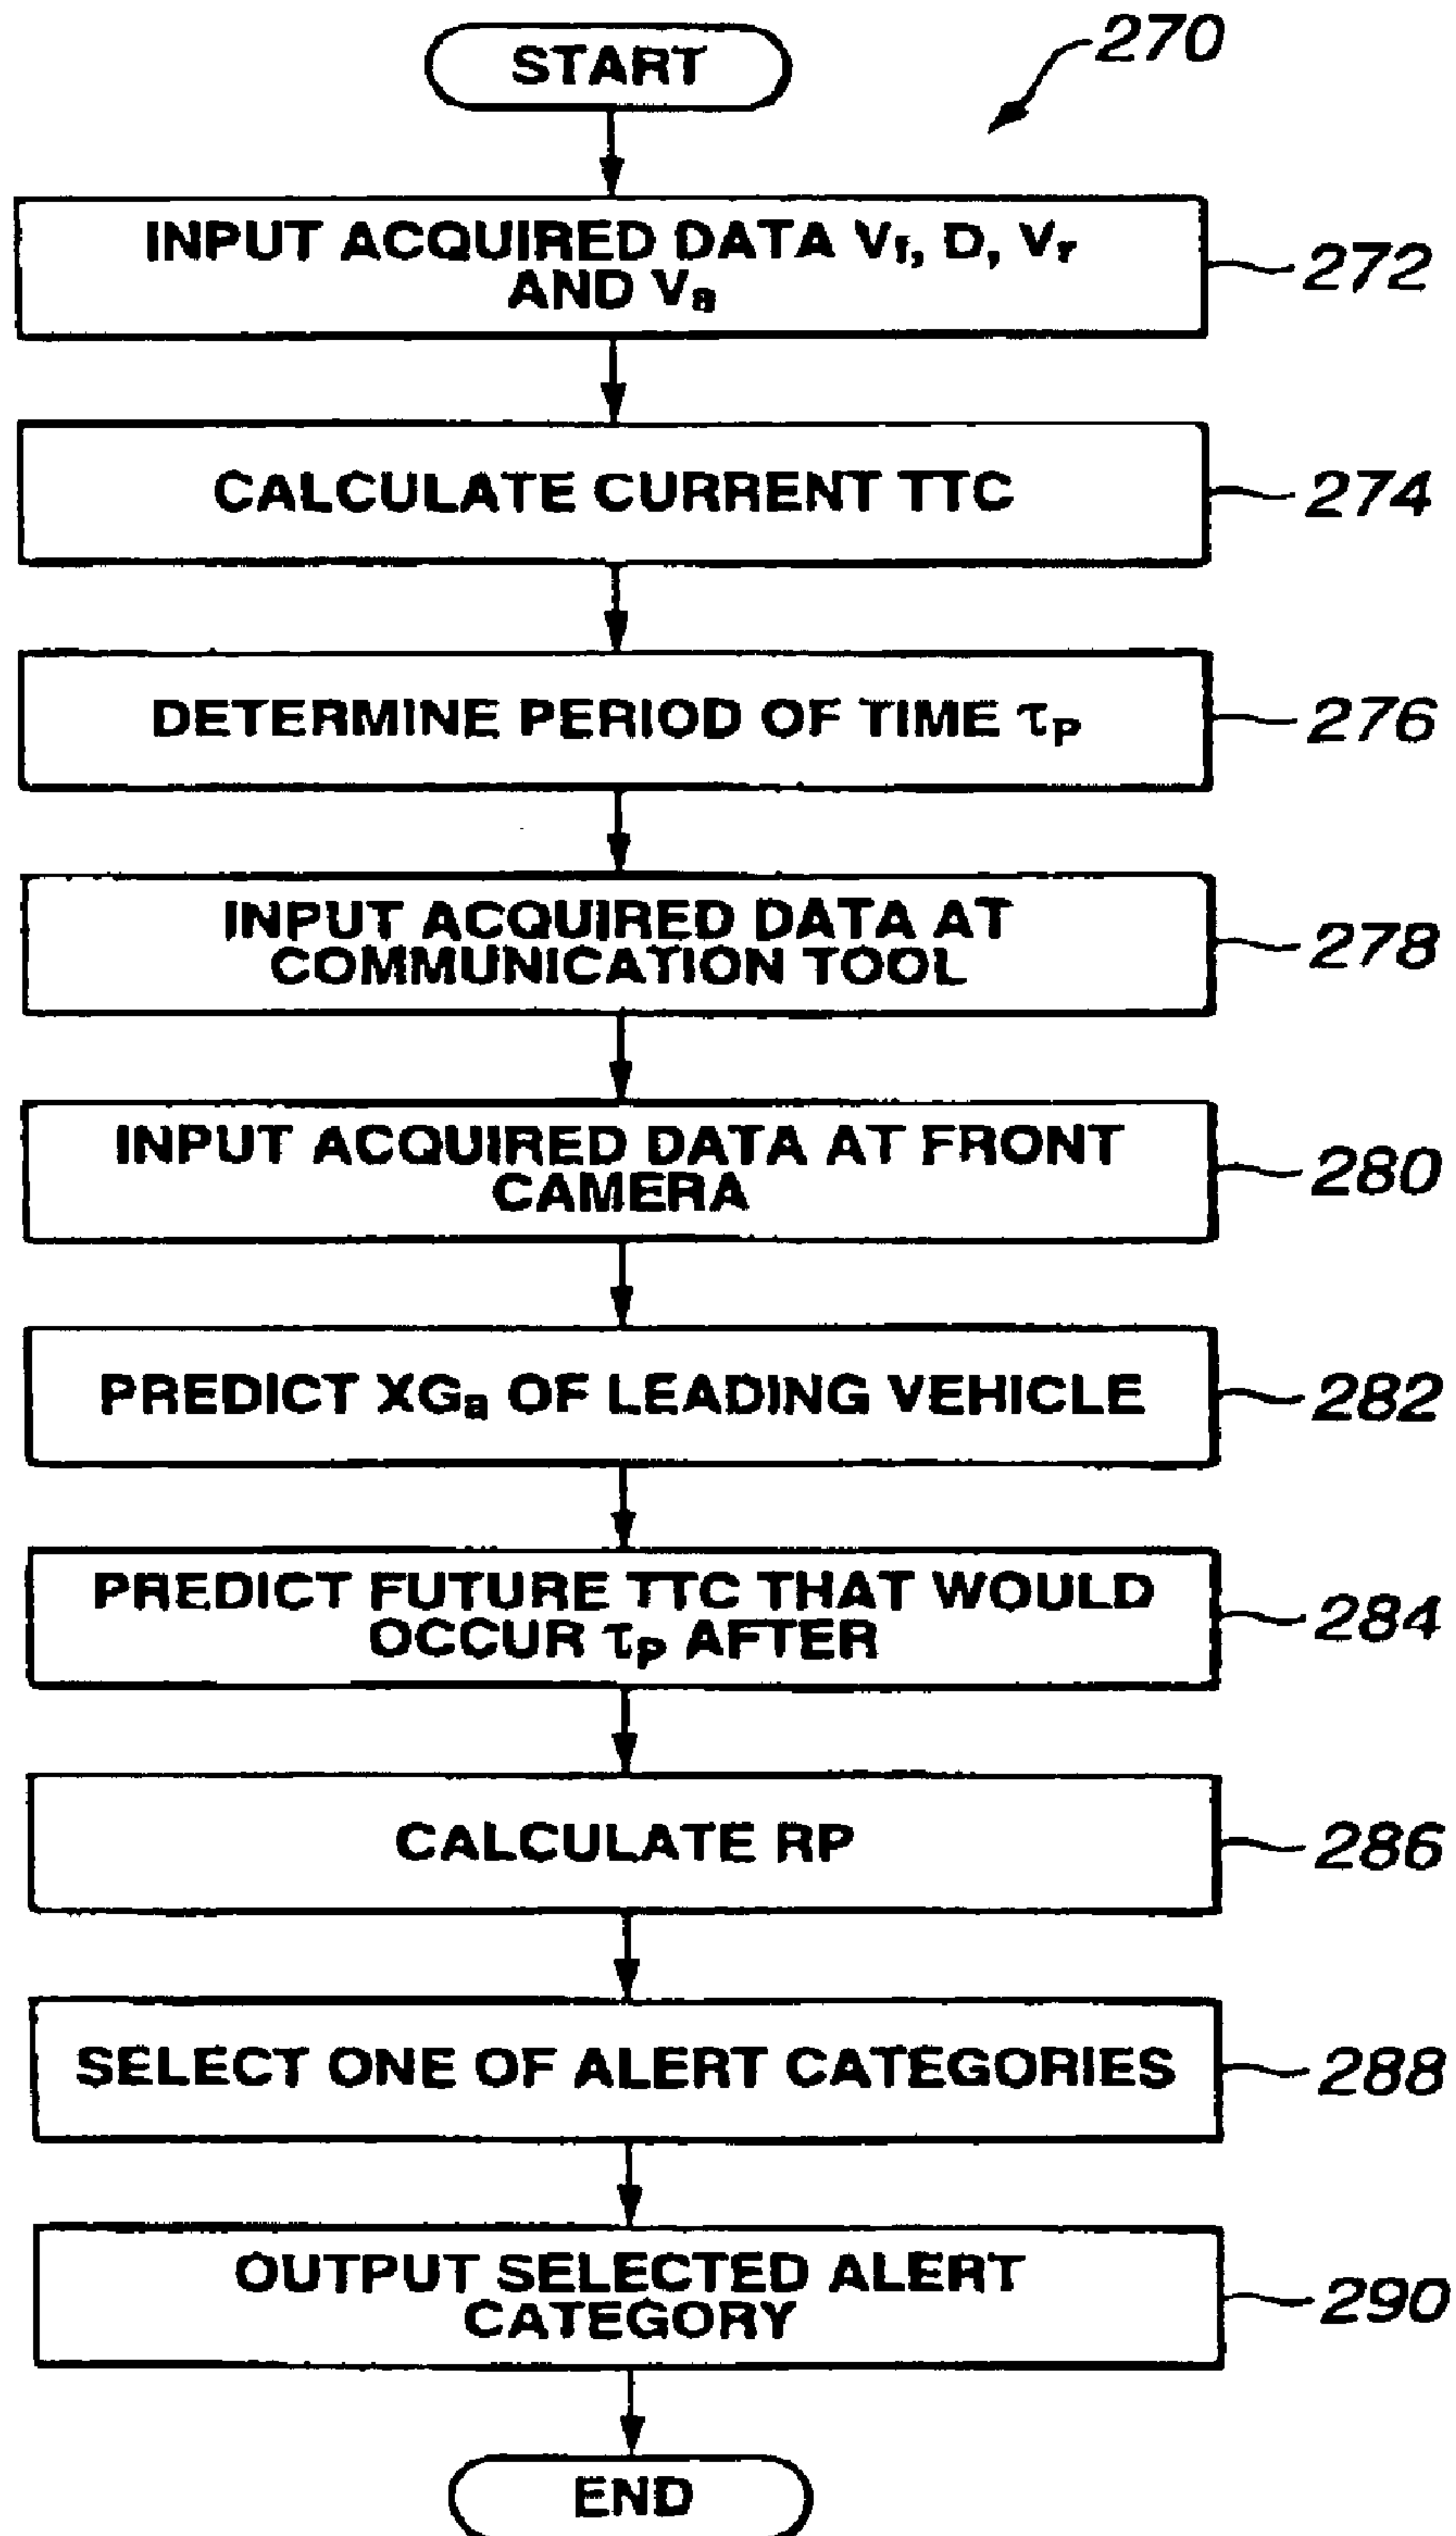 START
270
INPUT ACQUIRED DATA Vf, D, Vr
AND Va
272
CALCULATE CURRENT TTC
274
DETERMINE PERIOD OF TIME τP
276
INPUT ACQUIRED DATA AT
COMMUNICATION TOOL
278
INPUT ACQUIRED DATA AT FRONT
CAMERA
280
PREDICT XGa OF LEADING VEHICLE
282
PREDICT FUTURE TTC THAT WOULD
OCCUR τP AFTER
284
CALCULATE RP
286
SELECT ONE OF ALERT CATEGORIES
288
OUTPUT SELECTED ALERT
CATEGORY
290
END